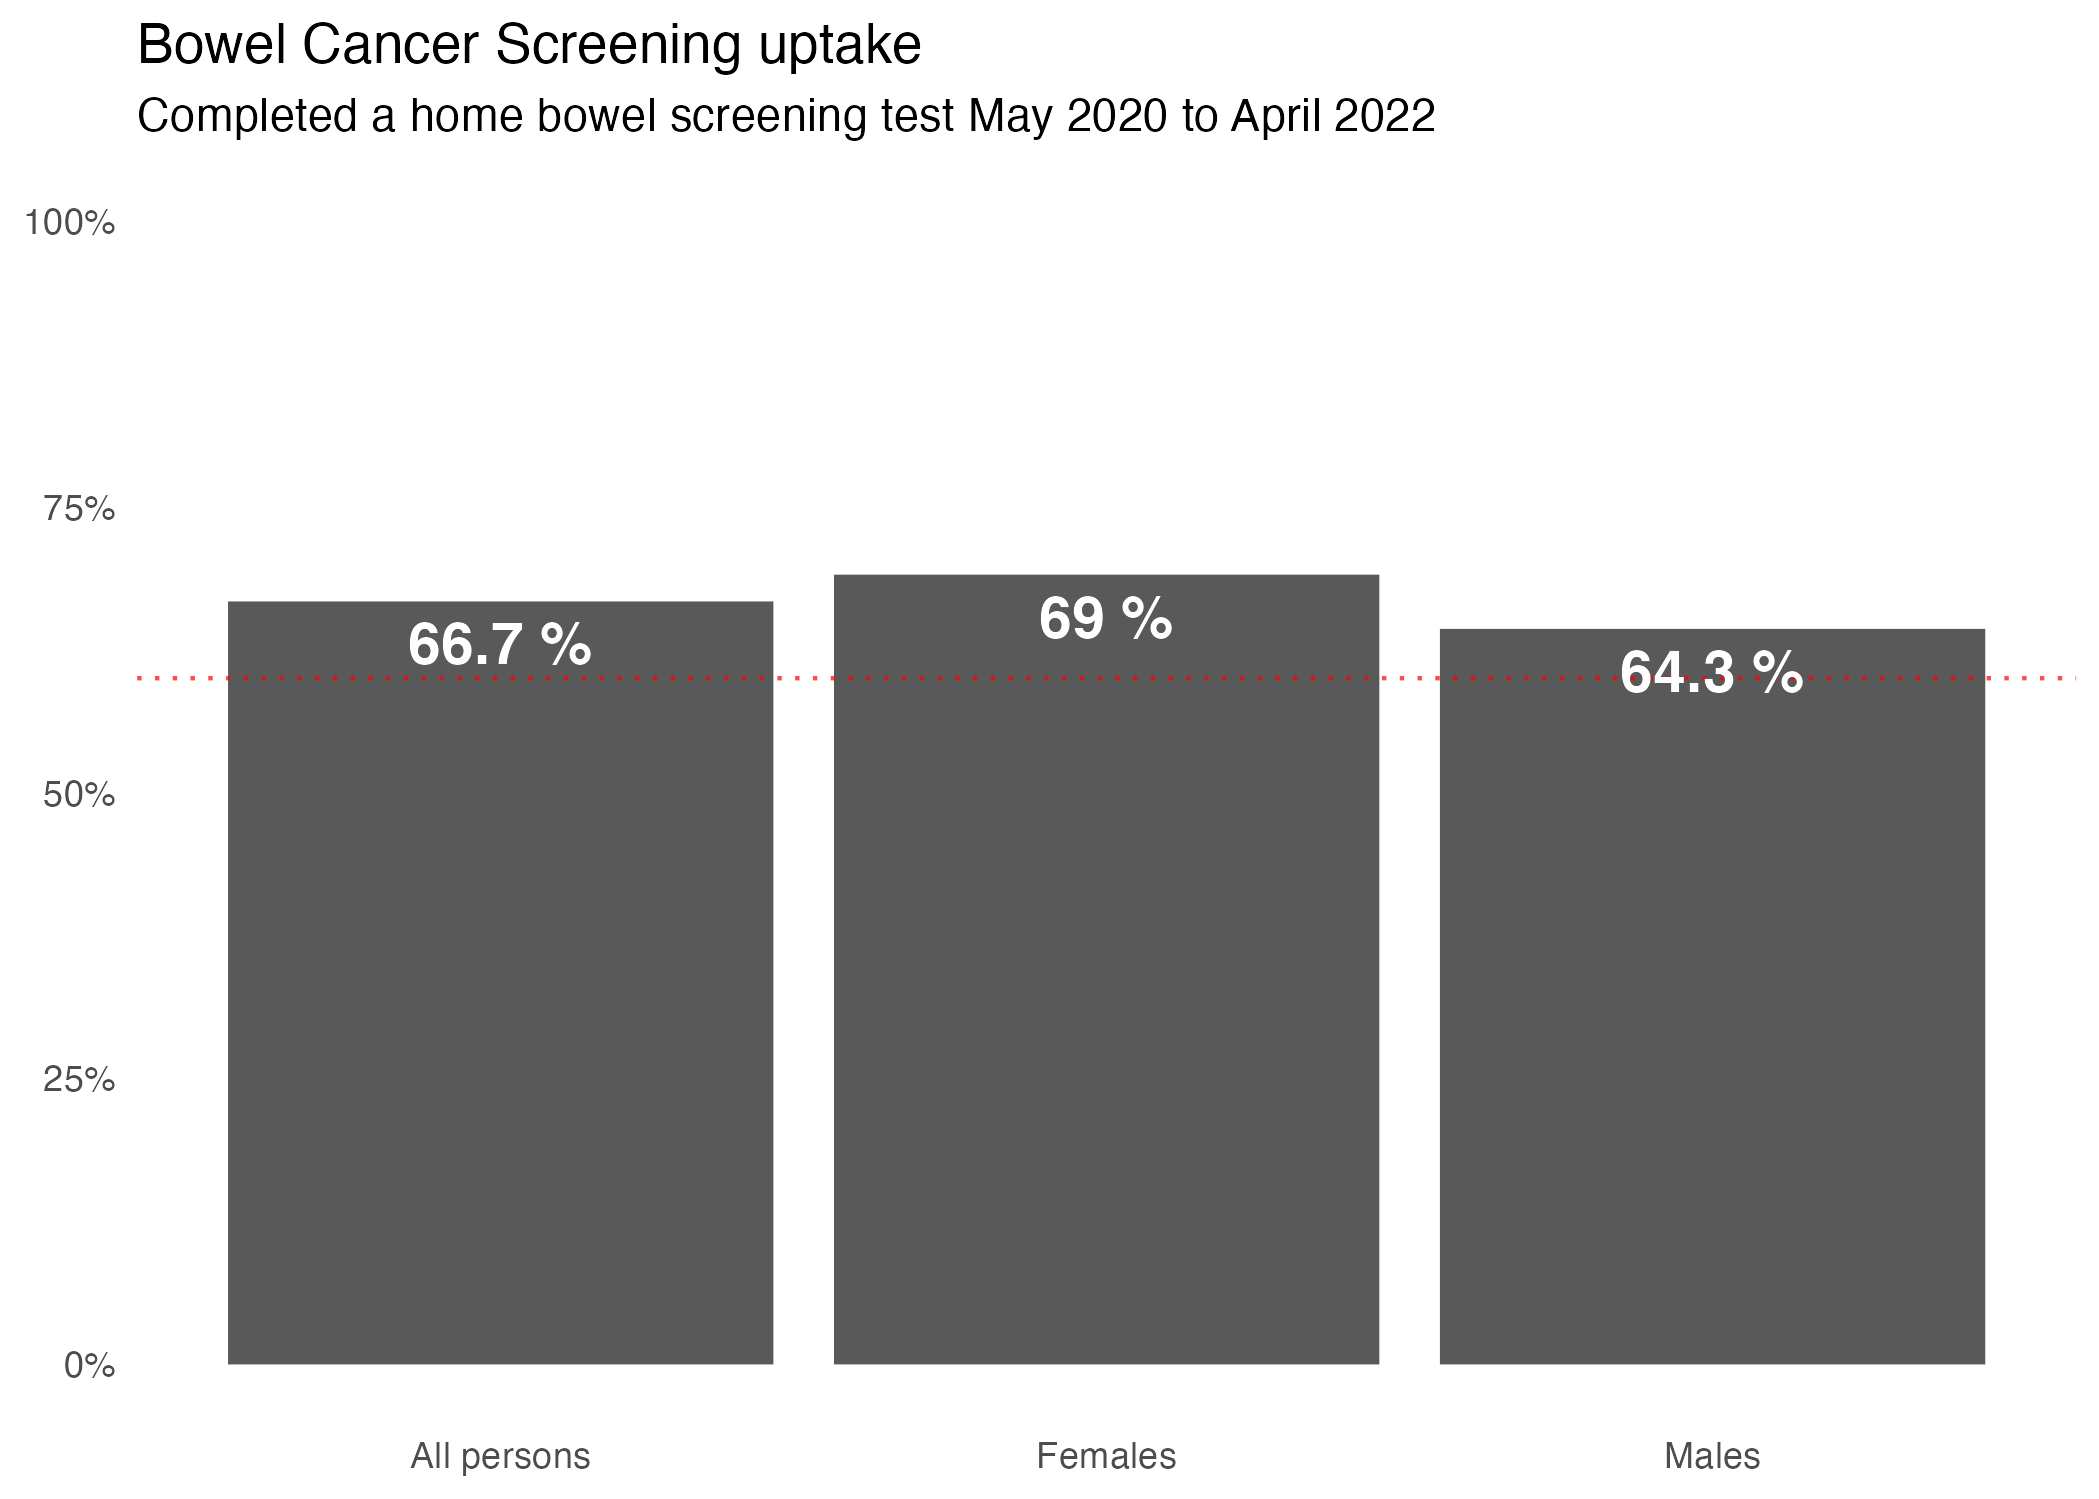 Bowel Cancer Screening uptake
Completed a home bowel screening test May 2020 to April 2022
100%
75%
50%
25%
0%
66.7 %
69 %
64.3 %
All persons
Females
Males